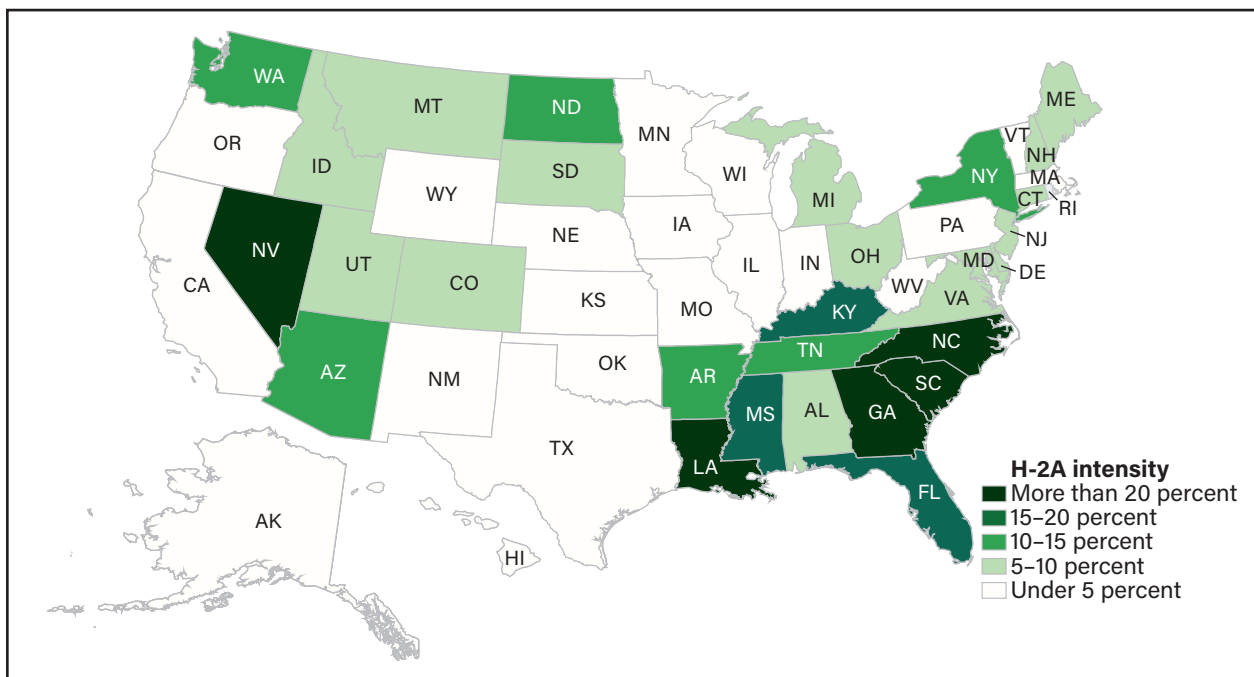 WA
MT
ND
MN
ME
VT
NH
OR
ID
SD
WI
NY
MA
WY
MI
CT
RI
NV
NE
IA
PA
NJ
UT
CO
IL
IN
OH
MD
DE
CA
KS
MO
WV
VA
KY
AZ
NM
OK
AR
TN
NC
SC
TX
MS
AL
GA
LA
FL
AK
HI
H-2A intensity
More than 20 percent
15–20 percent
10–15 percent
5–10 percent
Under 5 percent